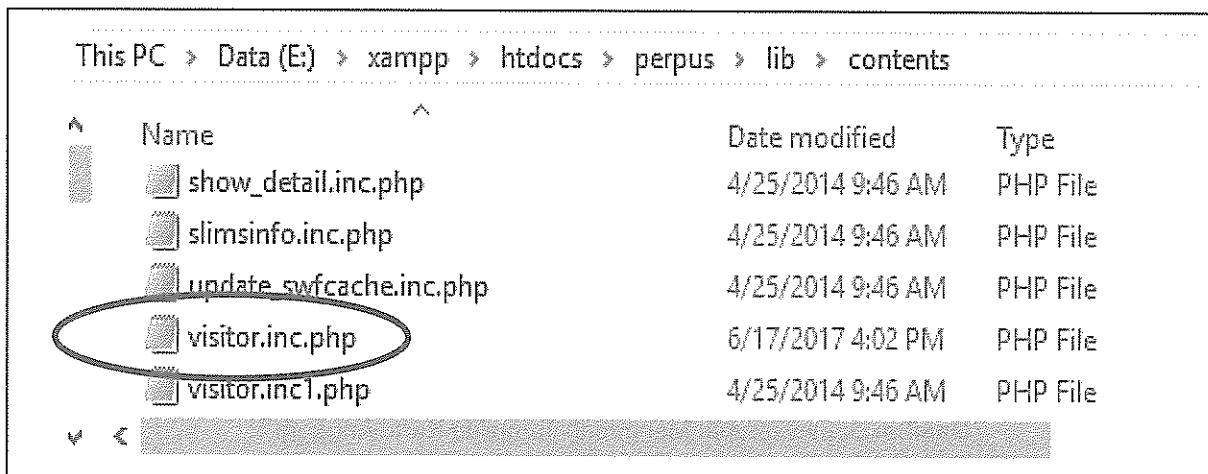 This PC > Data (E:) > xampp > htdocs > perpus > lib > contents
Name Date modified Type
show_detail.inc.php 4/25/2014 9:46 AM PHP File
slimsinfo.inc.php 4/25/2014 9:46 AM PHP File
update_swfcache.inc.php 4/25/2014 9:46 AM PHP File
visitor.inc.php 6/17/2017 4:02 PM PHP File
visitor.inc1.php 4/25/2014 9:46 AM PHP File